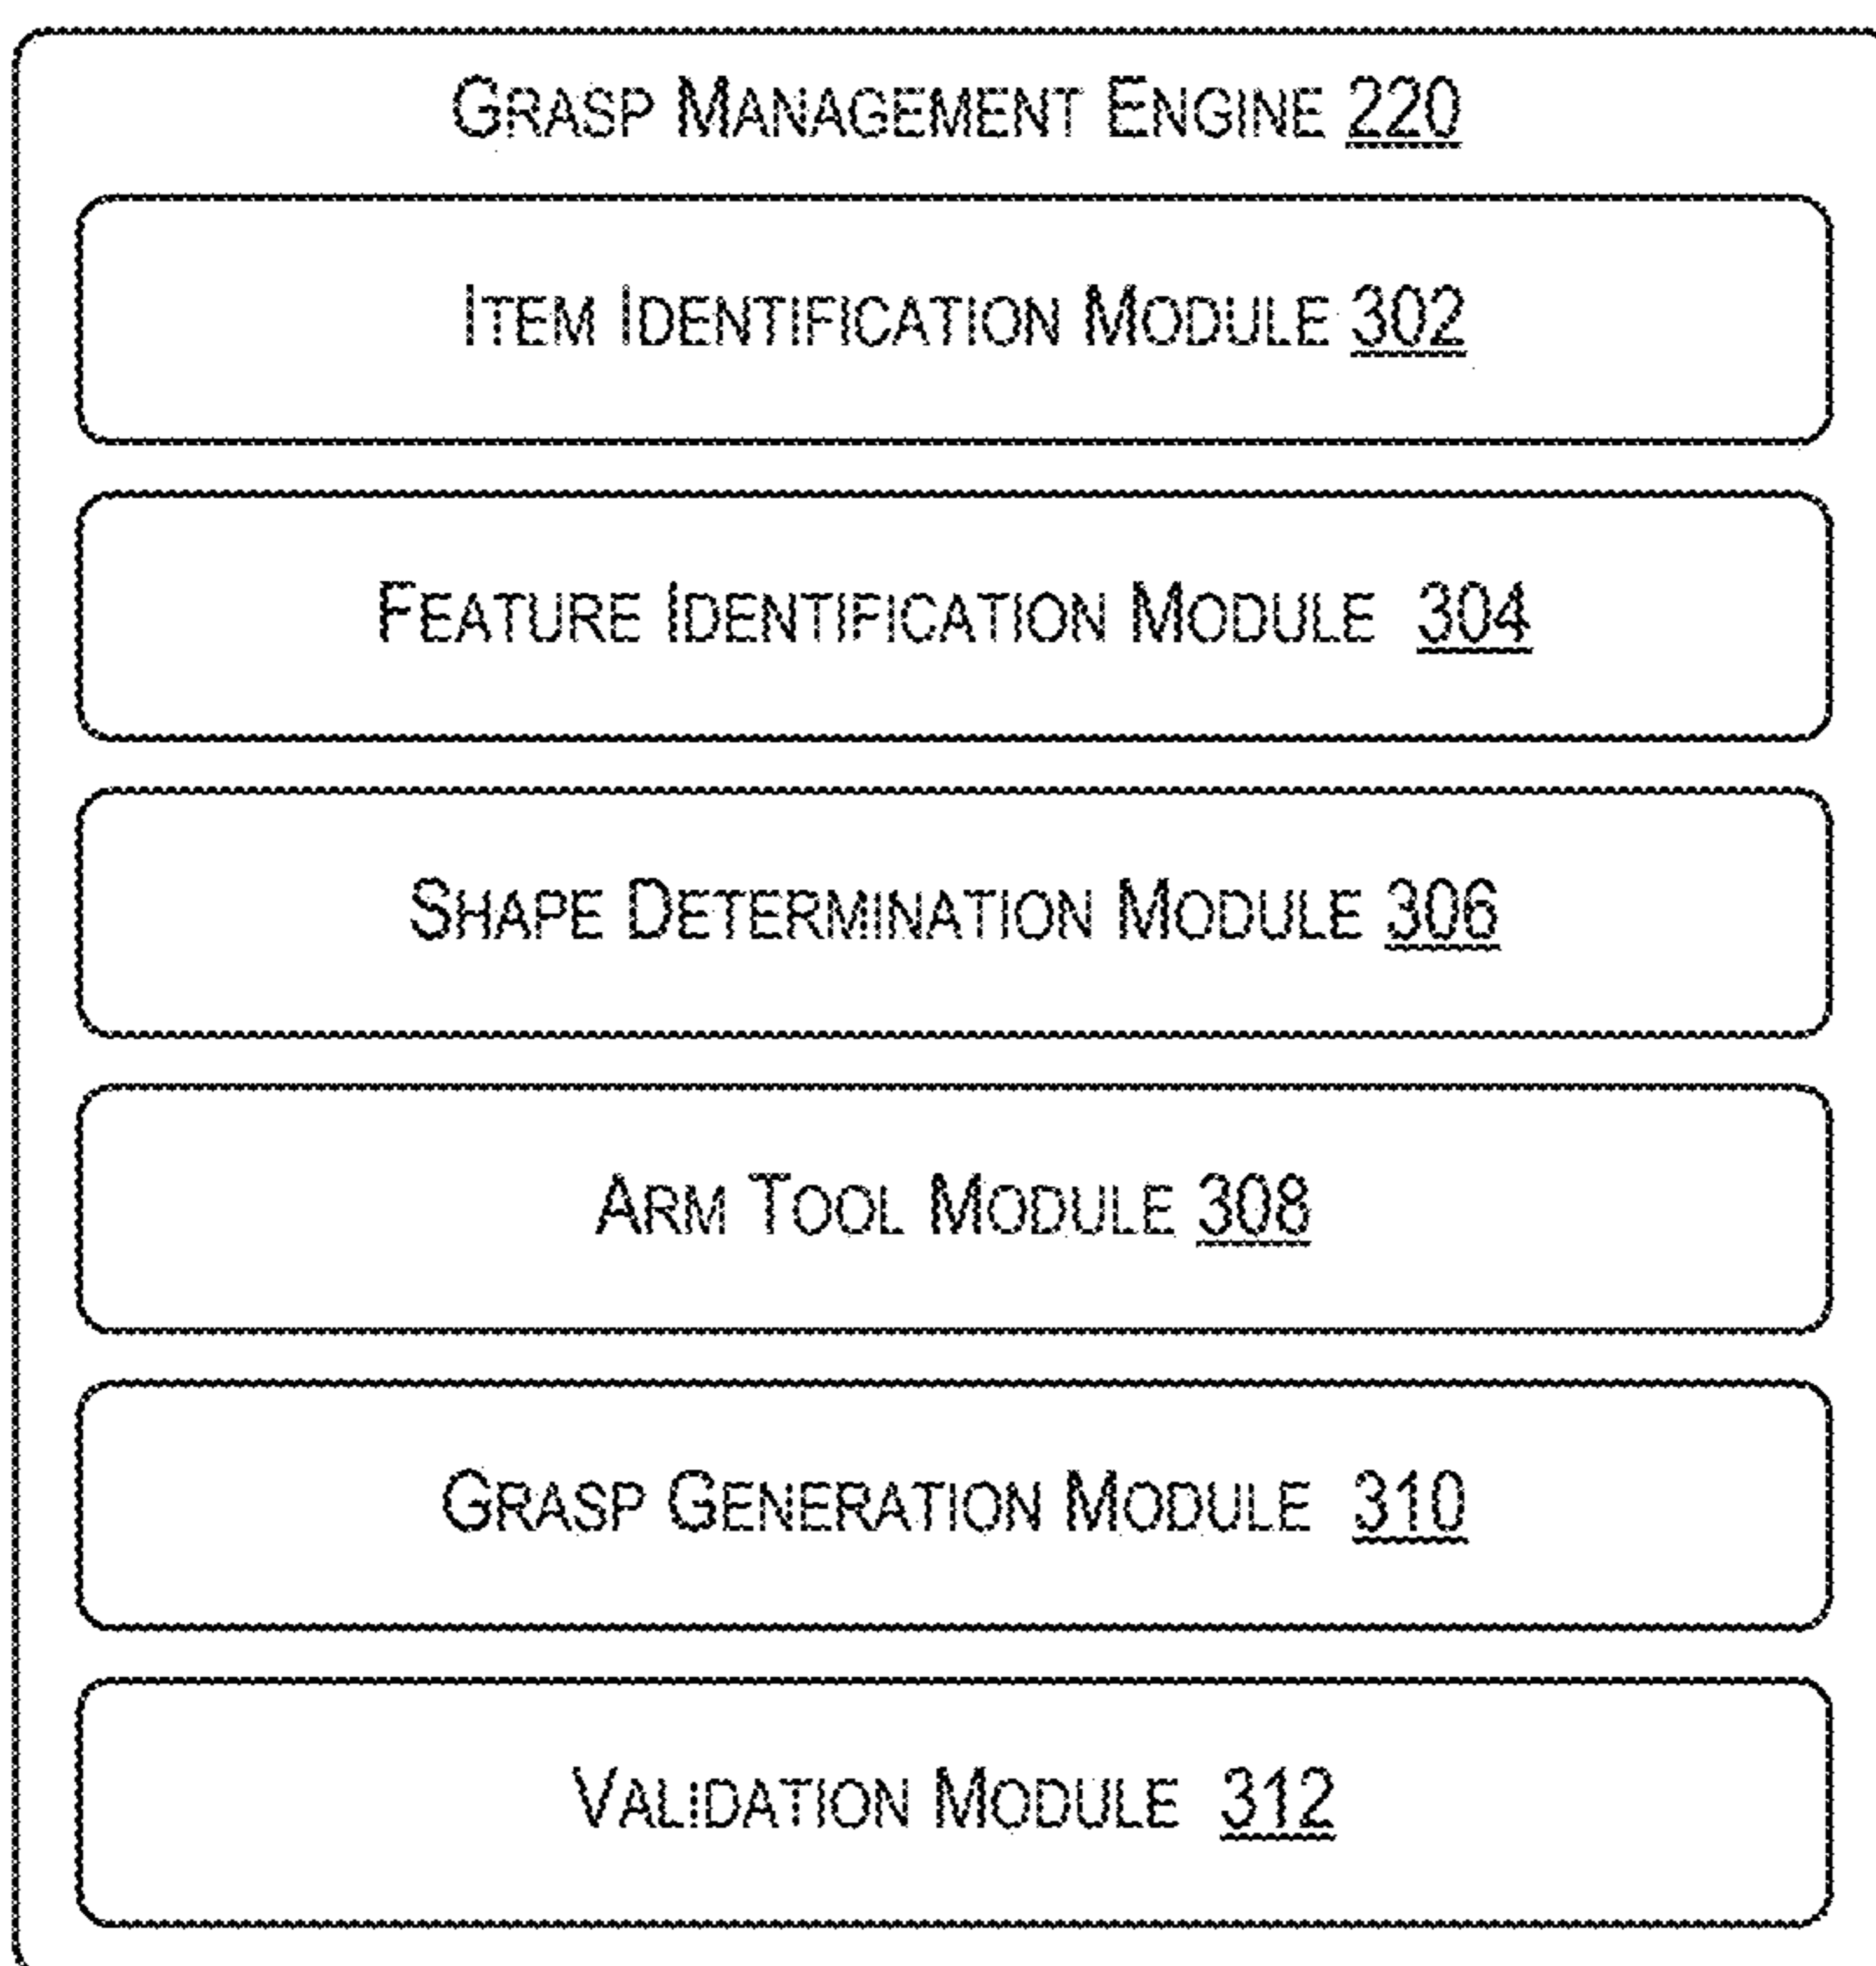 GRASP MANAGEMENT ENGINE 220
ITEM IDENTIFICATION MODULE 302
FEATURE IDENTIFICATION MODULE 304
SHAPE DETERMINATION MODULE 306
ARM TOOL MODULE 308
GRASP GENERATION MODULE 310
VALIDATION MODULE 312